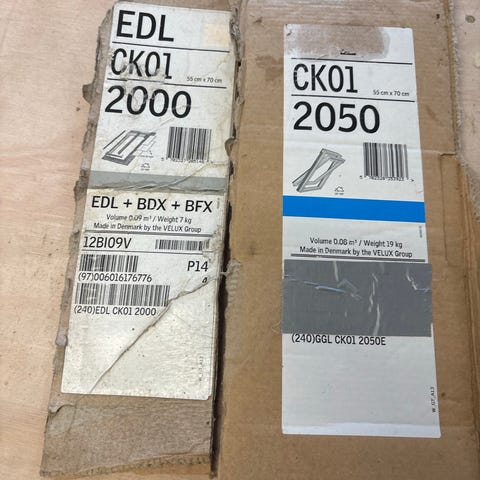 EDL
CK01
55 cm x 70 cm
2000
EDL + BDX + BFX
Volume 0.09 m³ / Weight 7 kg
Made in Denmark by the VELUX Group
12BI09V
P14
(97)006016176776
(240)EDL CK01 2000
W_07_A13
CK01
55 cm x 70 cm
2050
Volume 0.08 m³ / Weight 19 kg
Made in Denmark by the VELUX Group
(240)GGL CK01 2050E
W_07_A13